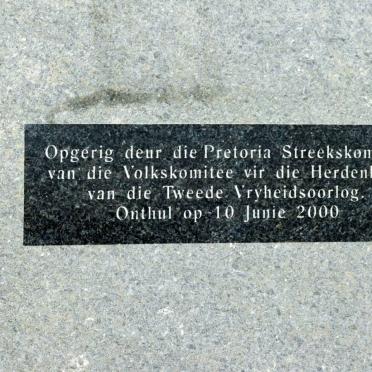 Opgerig deur die Pretoria Streekskom
van die Volkskomitee vir die Herden
van die Tweede Vryheidsoorlog.
Onthul op 10 Junie 2000